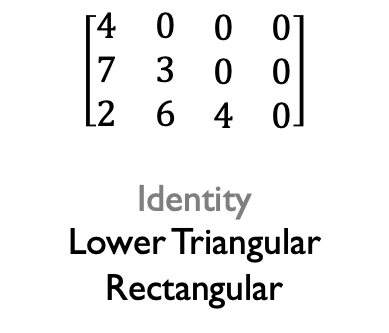 4 0 0 0
7 3 0 0
2 6 4 0
Identity
Lower Triangular
Rectangular